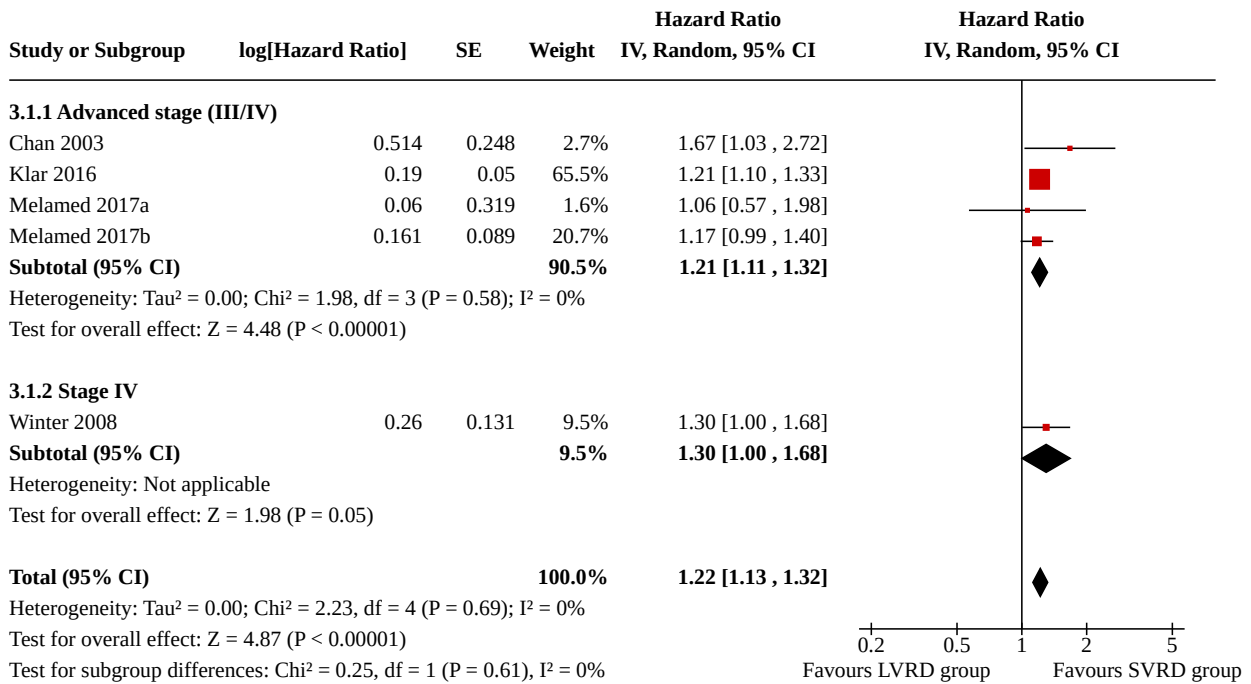 Hazard Ratio Hazard Ratio
Study or Subgroup log[Hazard Ratio] SE Weight IV, Random, 95% CI IV, Random, 95% CI
3.1.1 Advanced stage (III/IV)
Chan 2003 0.514 0.248 2.7% 1.67 [1.03 , 2.72]
Klar 2016 0.19 0.05 65.5% 1.21 [1.10 , 1.33]
Melamed 2017a 0.06 0.319 1.6% 1.06 [0.57 , 1.98]
Melamed 2017b 0.161 0.089 20.7% 1.17 [0.99 , 1.40]
Subtotal (95% CI) 90.5% 1.21 [1.11 , 1.32]
Heterogeneity: Tau² = 0.00; Chi² = 1.98, df = 3 (P = 0.58); I² = 0%
Test for overall effect: Z = 4.48 (P < 0.00001)
3.1.2 Stage IV
Winter 2008 0.26 0.131 9.5% 1.30 [1.00 , 1.68]
Subtotal (95% CI) 9.5% 1.30 [1.00 , 1.68]
Heterogeneity: Not applicable
Test for overall effect: Z = 1.98 (P = 0.05)
Total (95% CI) 100.0% 1.22 [1.13 , 1.32]
Heterogeneity: Tau² = 0.00; Chi² = 2.23, df = 4 (P = 0.69); I² = 0%
Test for overall effect: Z = 4.87 (P < 0.00001)
0.2 0.5 1 2 5
Test for subgroup differences: Chi² = 0.25, df = 1 (P = 0.61), I² = 0% Favours LVRD group Favours SVRD group